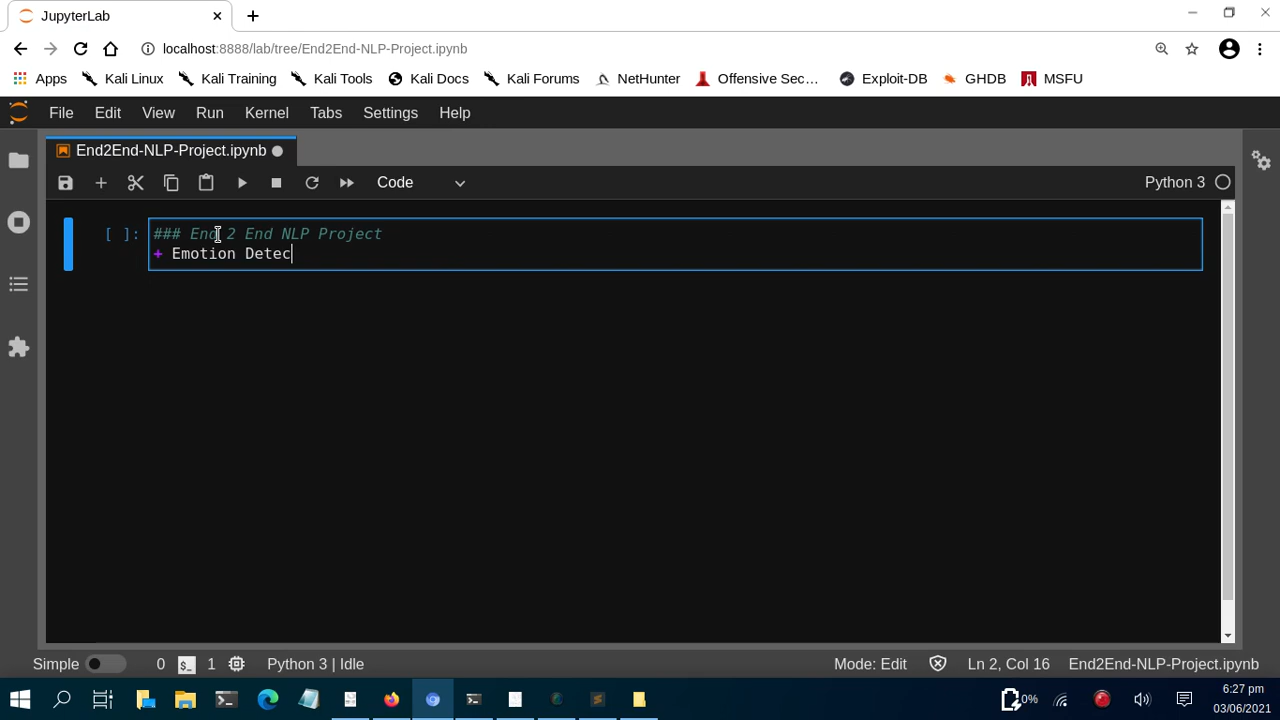 JupyterLab
localhost:8888/lab/tree/End2End-NLP-Project.ipynb
Apps Kali Linux Kali Training Kali Tools Kali Docs Kali Forums NetHunter Offensive Sec... Exploit-DB GHDB MSFU
File Edit View Run Kernel Tabs Settings Help
End2End-NLP-Project.ipynb
Code Python 3
[ ]: ### End 2 End NLP Project
+ Emotion Detec
Simple 0 $_ 1 Python 3 | Idle Mode: Edit Ln 2, Col 16 End2End-NLP-Project.ipynb
0% 6:27 pm
03/06/2021